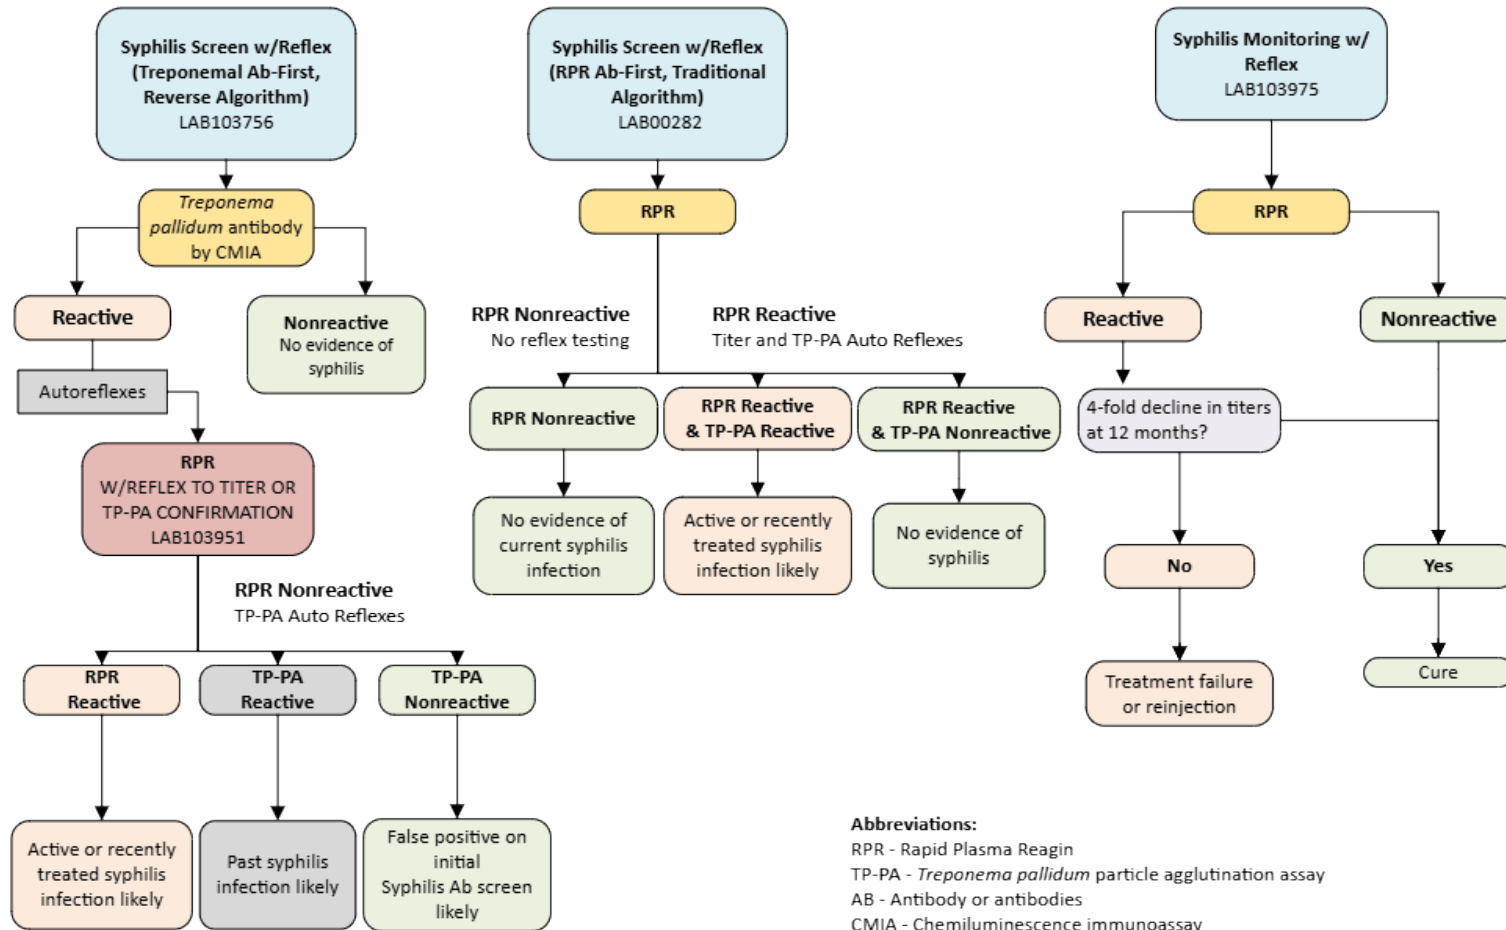 Syphilis Screen w/Reflex
(Treponemal Ab-First,
Reverse Algorithm)
LAB103756
Treponema
pallidum antibody
by CMIA
Reactive
Nonreactive
No evidence of
syphilis
Autoreflexes
RPR
W/REFLEX TO TITER OR
TP-PA CONFIRMATION
LAB103951
RPR Nonreactive
TP-PA Auto Reflexes
RPR
Reactive
TP-PA
Reactive
TP-PA
Nonreactive
Active or recently
treated syphilis
infection likely
Past syphilis
infection likely
False positive on
initial
Syphilis Ab screen
likely
Syphilis Screen w/Reflex
(RPR Ab-First, Traditional
Algorithm)
LAB00282
RPR
RPR Nonreactive
No reflex testing
RPR Reactive
Titer and TP-PA Auto Reflexes
RPR Nonreactive
RPR Reactive
& TP-PA Reactive
RPR Reactive
& TP-PA Nonreactive
No evidence of
current syphilis
infection
Active or recently
treated syphilis
infection likely
No evidence of
syphilis
Syphilis Monitoring w/
Reflex
LAB103975
RPR
Reactive
Nonreactive
4-fold decline in titers
at 12 months?
No
Yes
Treatment failure
or reinjection
Cure
Abbreviations:
RPR - Rapid Plasma Reagin
TP-PA - Treponema pallidum particle agglutination assay
AB - Antibody or antibodies
CMIA - Chemiluminescence immunoassay